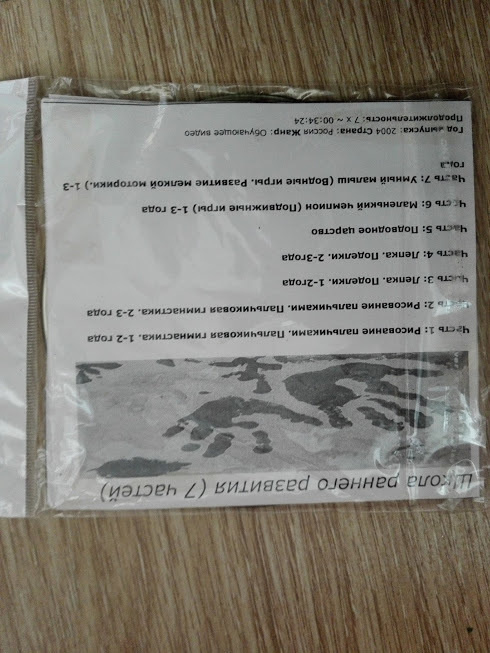 Школа раннего развития (7 частей)
Часть 1: Рисование пальчиками. Пальчиковая гимнастика. 1-2 года
Часть 2: Рисование пальчиками. Пальчиковая гимнастика. 2-3 года
Часть 3: Лепка. Поделки. 1-2года
Часть 4: Лепка. Поделки. 2-3года
Часть 5: Подводное царство
Часть 6: Маленький чемпион (Подвижные игры) 1-3 года
Часть 7: Умный малыш (Водные игры. Развитие мелкой моторики.) 1-3
года
Год выпуска: 2004 Страна: Россия Жанр: Обучающее видео
Продолжительность: 7 x ~ 00:34:24